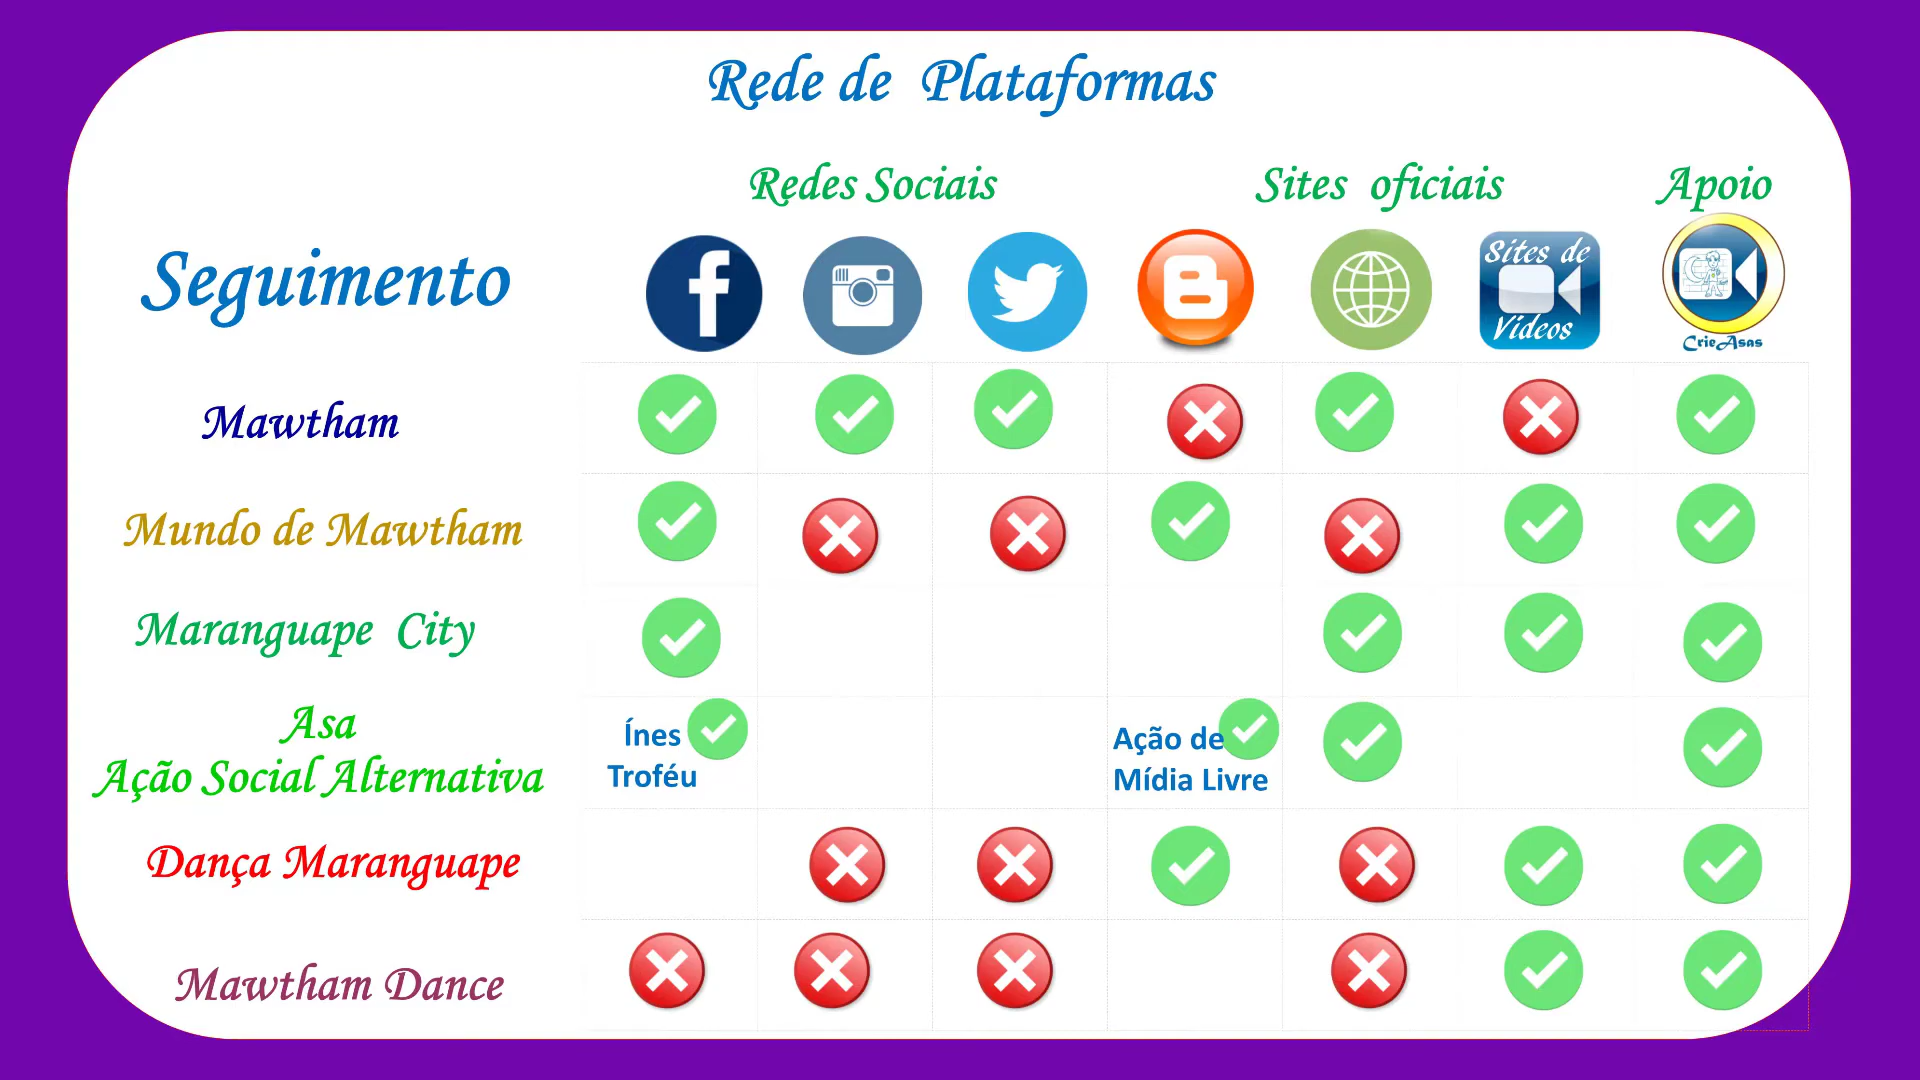 Rede de Plataformas
Redes Sociais
Sites oficiais
Apoio
Seguimento
Sites de
Vídeos
CrieAsas
Mawtham
Mundo de Mawtham
Maranguape City
Asa
Ação Social Alternativa
Ínes
Troféu
Ação de
Mídia Livre
Dança Maranguape
Mawtham Dance